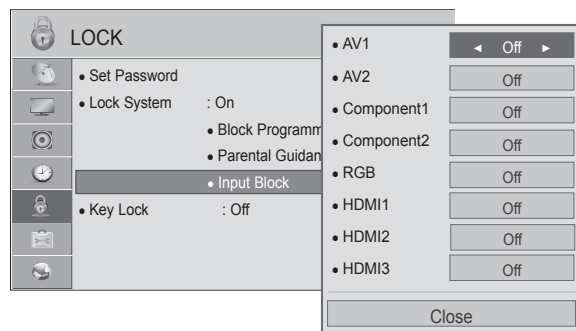 LOCK
• Set Password
• Lock System : On
• Block Programm
• Parental Guidan
• Input Block
• Key Lock : Off
• AV1 ◄ Off ►
• AV2 Off
• Component1 Off
• Component2 Off
• RGB Off
• HDMI1 Off
• HDMI2 Off
• HDMI3 Off
Close